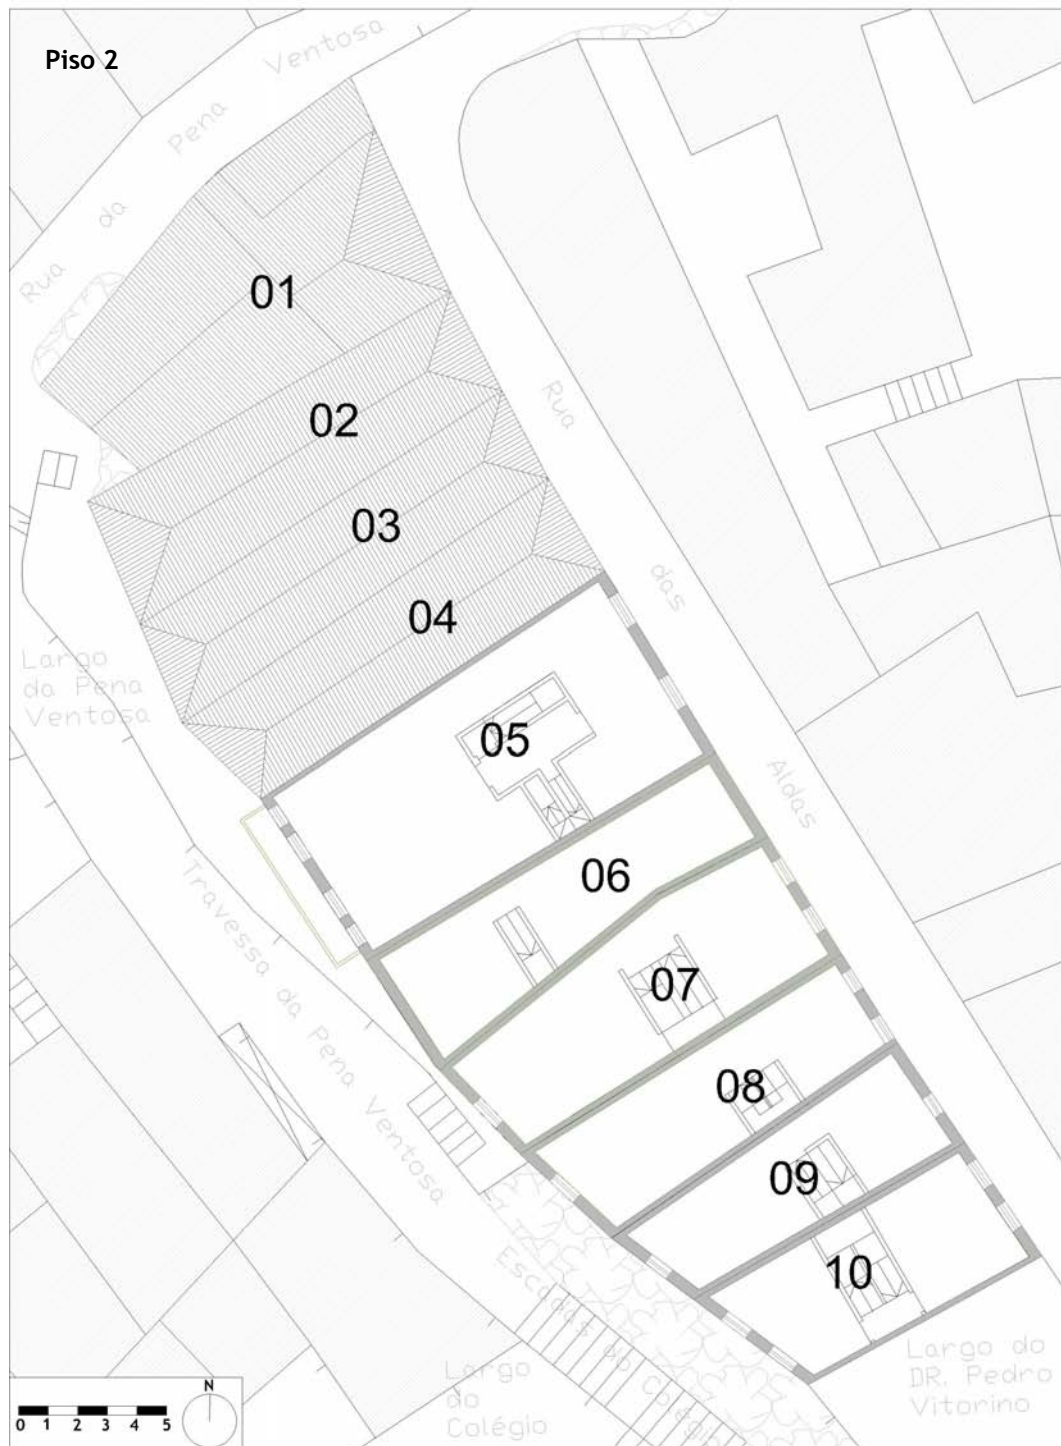 Piso 2
Rua da Pena Ventosa
01
02
03
04
05
06
07
08
09
10
Rua das Aldas
Largo
da Pena
Ventosa
Travessa da Pena Ventosa
Escadas do Colégio
Largo
do
Colégio
Largo do
DR. Pedro
Vitorino
N
0 1 2 3 4 5